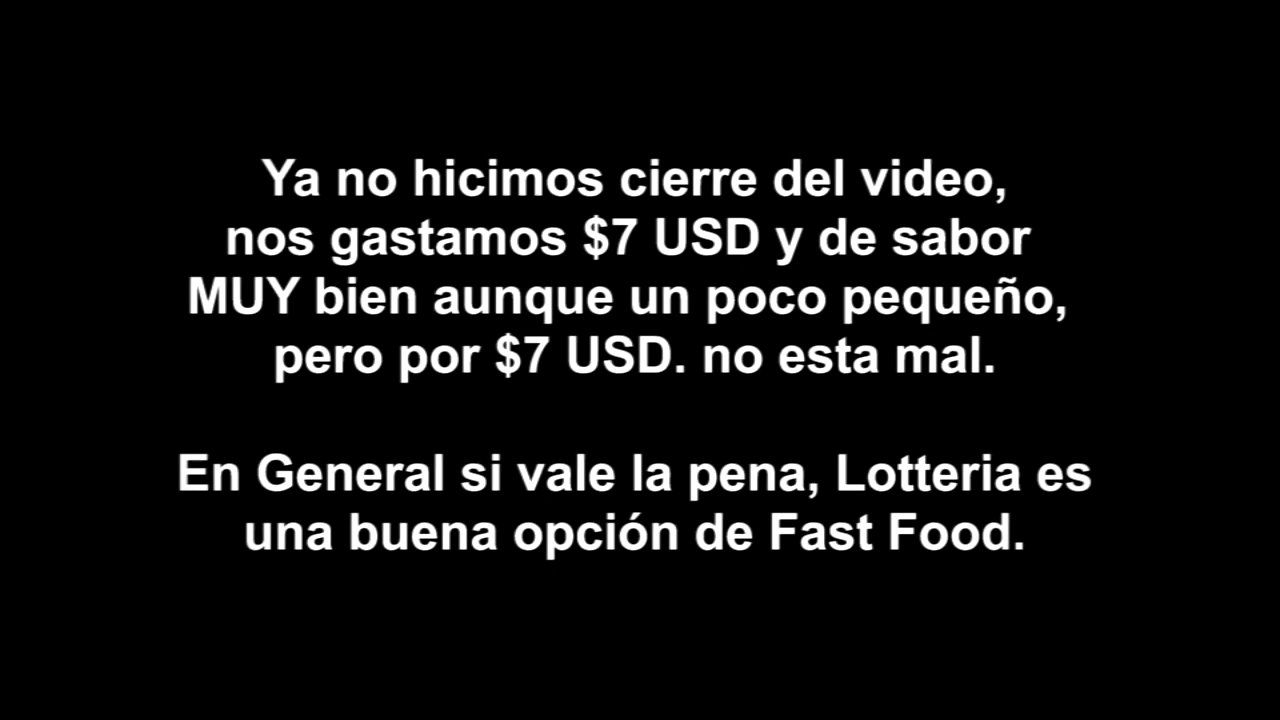 Ya no hicimos cierre del video,
nos gastamos $7 USD y de sabor
MUY bien aunque un poco pequeño,
pero por $7 USD. no esta mal.
En General si vale la pena, Lotteria es
una buena opción de Fast Food.